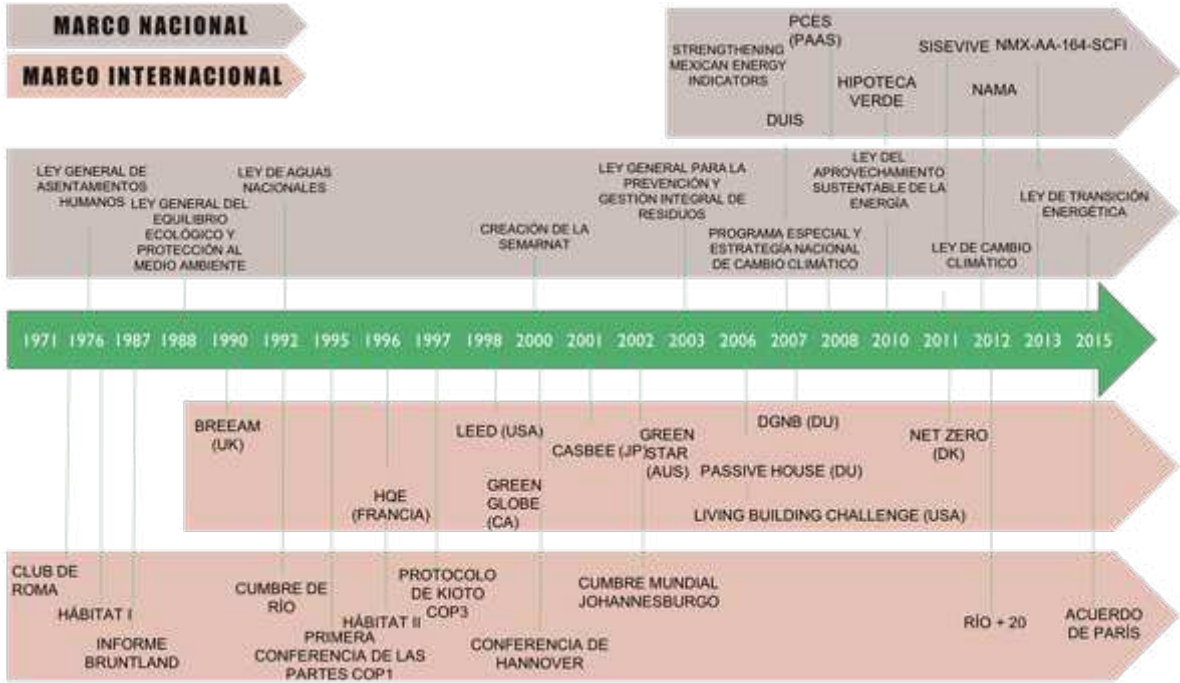 MARCO NACIONAL
MARCO INTERNACIONAL
STRENGTHENING
MEXICAN ENERGY
INDICATORS
PCES
(PAAS)
DUIS
HIPOTECA
VERDE
SISEVIVE
NMX-AA-164-SCFI
NAMA
LEY GENERAL DE
ASENTAMIENTOS
HUMANOS
LEY GENERAL DEL
EQUILIBRIO
ECOLÓGICO Y
PROTECCIÓN AL
MEDIO AMBIENTE
LEY DE AGUAS
NACIONALES
CREACIÓN DE LA
SEMARNAT
LEY GENERAL PARA LA
PREVENCIÓN Y
GESTIÓN INTEGRAL DE
RESIDUOS
PROGRAMA ESPECIAL Y
ESTRATEGÍA NACIONAL
DE CAMBIO CLIMÁTICO
LEY DEL
APROVECHAMIENTO
SUSTENTABLE DE LA
ENERGÍA
LEY DE CAMBIO
CLIMÁTICO
LEY DE TRANSICIÓN
ENERGÉTICA
1971 1976 1987 1988 1990 1992 1995 1996 1997 1998 2000 2001 2002 2003 2006 2007 2008 2010 2011 2012 2013 2015
BREEAM
(UK)
HQE
(FRANCIA)
LEED (USA)
GREEN
GLOBE
(CA)
CASBEE (JP)
GREEN
STAR
(AUS)
DGNB (DU)
PASSIVE HOUSE (DU)
LIVING BUILDING CHALLENGE (USA)
NET ZERO
(DK)
CLUB DE
ROMA
HÁBITAT I
INFORME
BRUNTLAND
CUMBRE DE
RÍO
PRIMERA
CONFERENCIA DE LAS
PARTES COP1
HÁBITAT II
PROTOCOLO
DE KIOTO
COP3
CONFERENCIA DE
HANNOVER
CUMBRE MUNDIAL
JOHANNESBURGO
RÍO + 20
ACUERDO
DE PARÍS